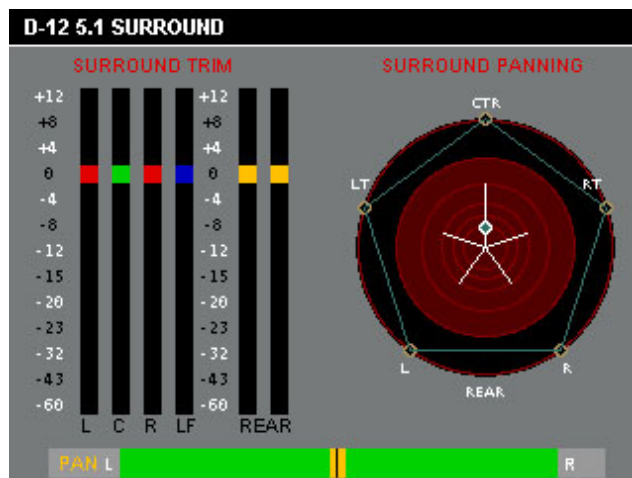 D-12 5.1 SURROUND
SURROUND TRIM
SURROUND PANNING
+12 +12
+8 +8
+4 +4
0 0
-4 -4
-8 -8
-12 -12
-15 -15
-20 -20
-23 -23
-32 -32
-43 -43
-60 -60
L C R LF REAR
CTR
LT RT
L R
REAR
PAN L R